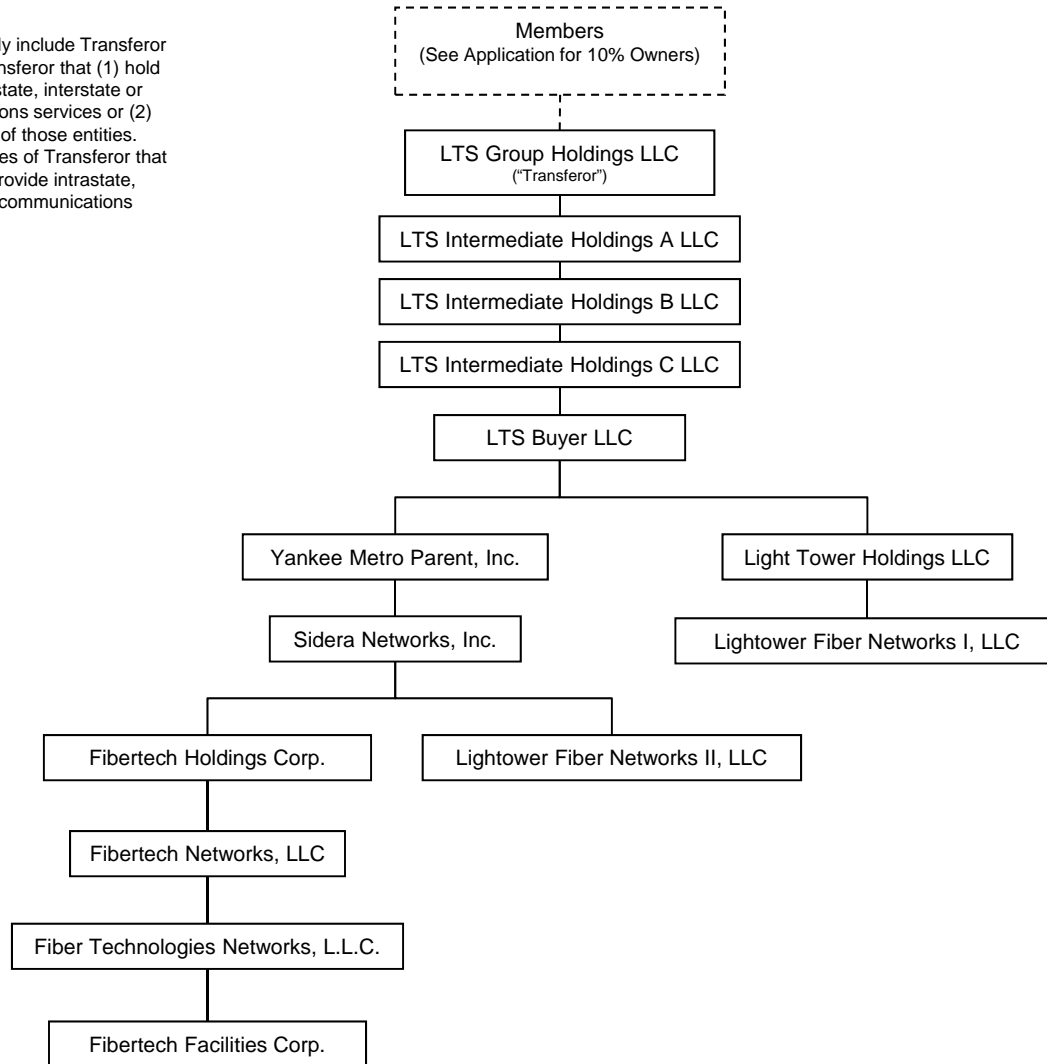 ly include Transferor
nsferor that (1) hold
state, interstate or
ions services or (2)
of those entities.
es of Transferor that
rovide intrastate,
communications
Members
(See Application for 10% Owners)
LTS Group Holdings LLC
(“Transferor”)
LTS Intermediate Holdings A LLC
LTS Intermediate Holdings B LLC
LTS Intermediate Holdings C LLC
LTS Buyer LLC
Yankee Metro Parent, Inc.
Light Tower Holdings LLC
Sidera Networks, Inc.
Lightower Fiber Networks I, LLC
Fibertech Holdings Corp.
Lightower Fiber Networks II, LLC
Fibertech Networks, LLC
Fiber Technologies Networks, L.L.C.
Fibertech Facilities Corp.